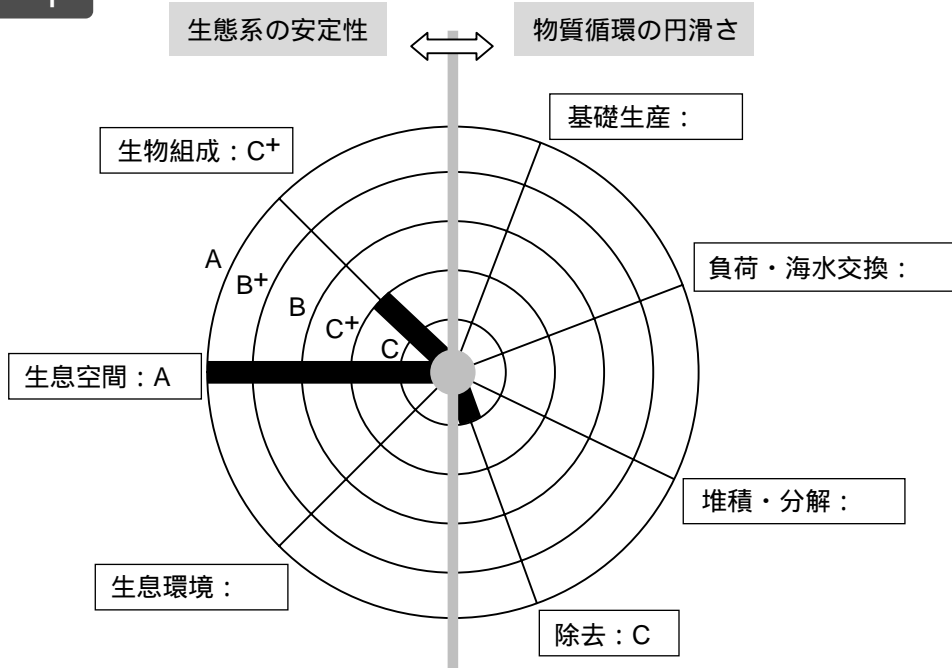 生態系の安定性
物質循環の円滑さ
基礎生産：
生物組成：C+
A
B+
B
C+
C
負荷・海水交換：
生息空間：A
堆積・分解：
生息環境：
除去：C